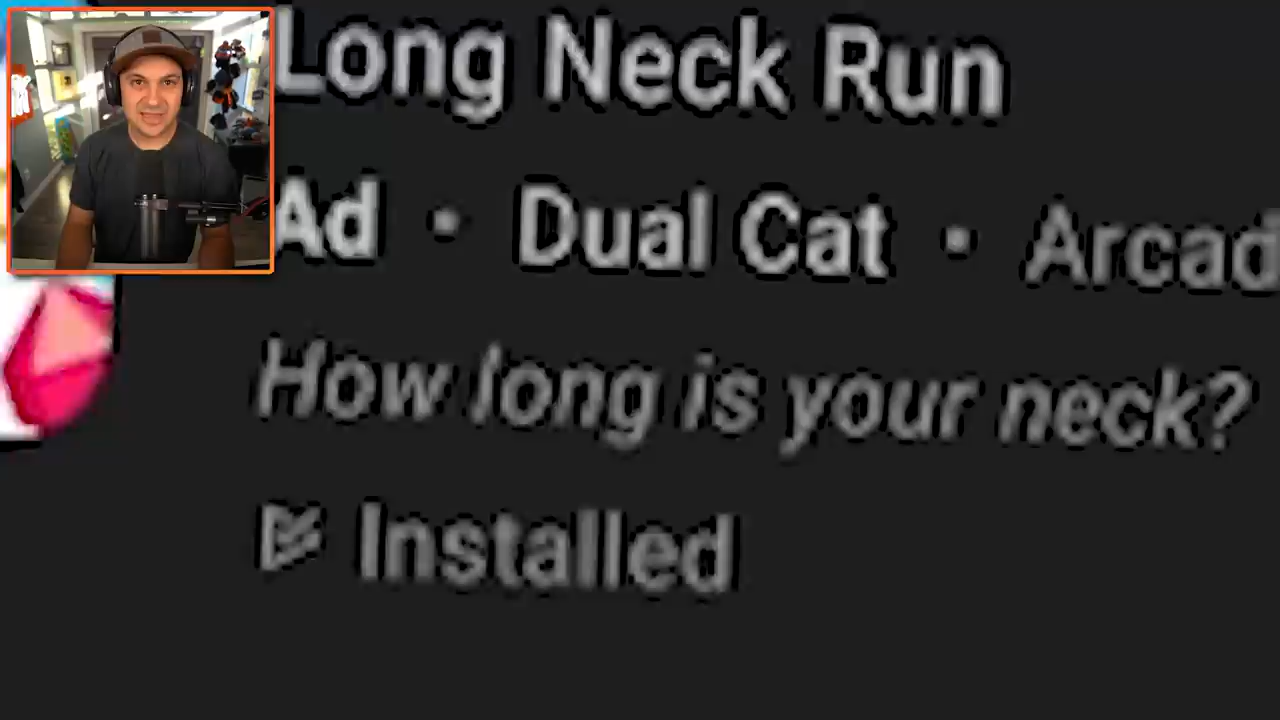 Long Neck Run
Ad • Dual Cat • Arcad
How long is your neck?
Installed